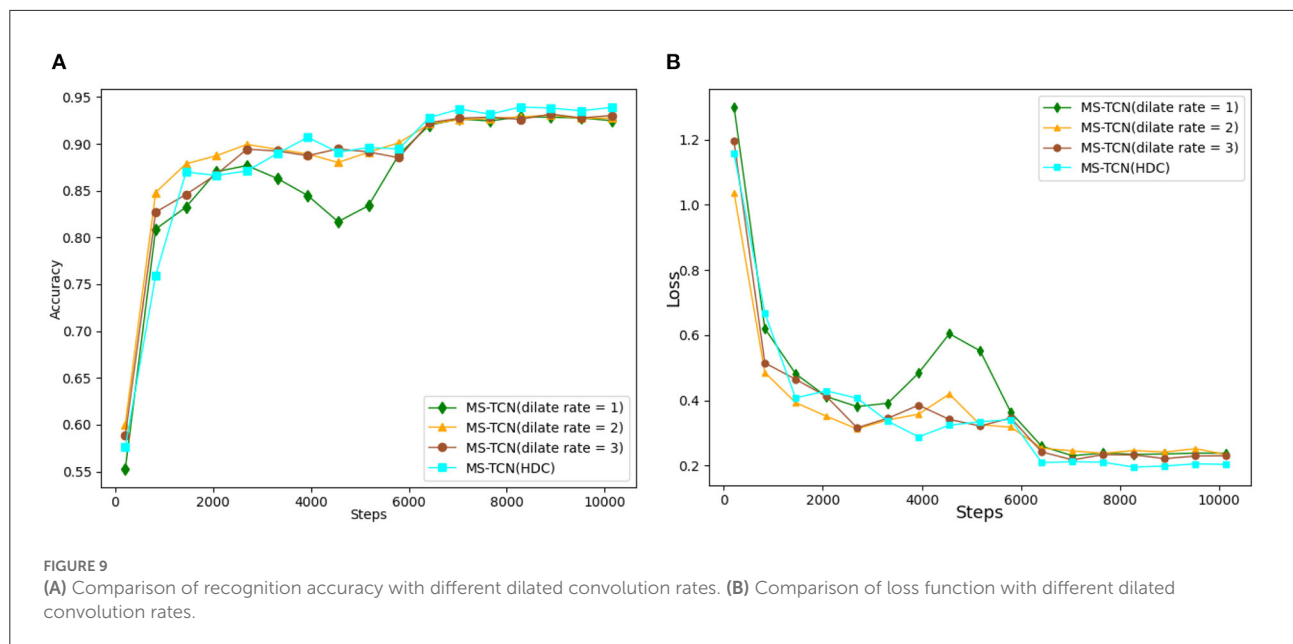 A
0.95
0.90
0.85
0.80
0.75
0.70
0.65
0.60
0.55
Accuracy
0
2000
4000
6000
8000
10000
Steps
MS-TCN(dilate rate = 1)
MS-TCN(dilate rate = 2)
MS-TCN(dilate rate = 3)
MS-TCN(HDC)
B
1.2
1.0
0.8
0.6
0.4
0.2
Loss
0
2000
4000
6000
8000
10000
Steps
MS-TCN(dilate rate = 1)
MS-TCN(dilate rate = 2)
MS-TCN(dilate rate = 3)
MS-TCN(HDC)
FIGURE 9
(A) Comparison of recognition accuracy with different dilated convolution rates. (B) Comparison of loss function with different dilated
convolution rates.